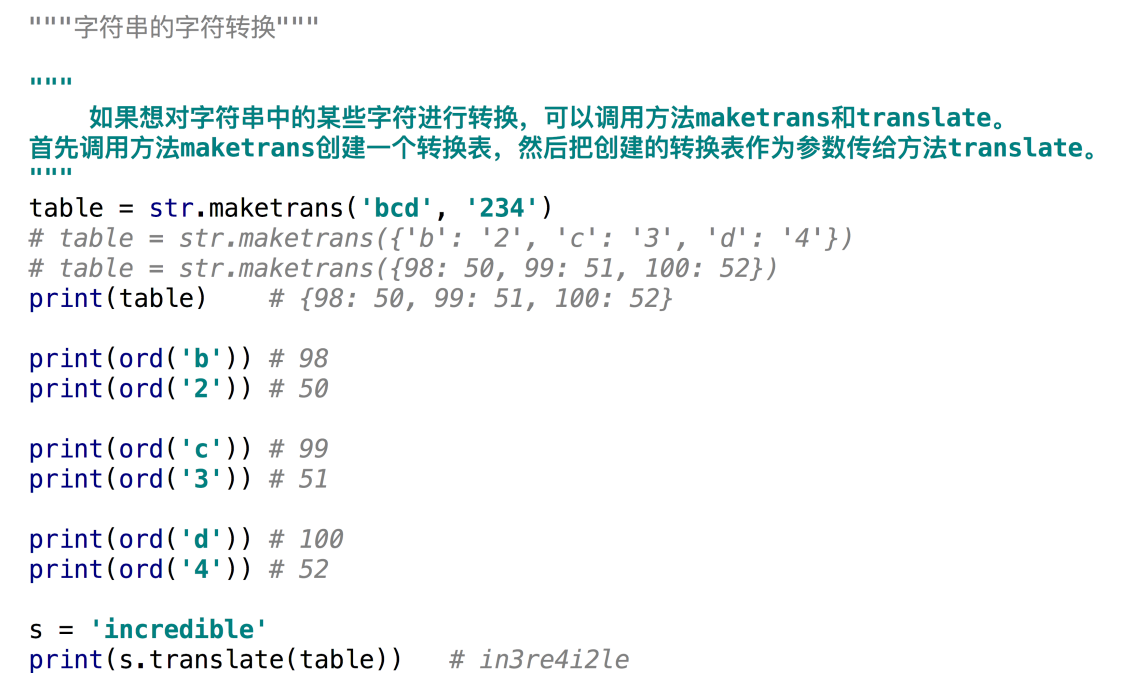 """字符串的字符转换"""
"""
如果想对字符串中的某些字符进行转换，可以调用方法maketrans和translate。
首先调用方法maketrans创建一个转换表，然后把创建的转换表作为参数传给方法translate。
"""
table = str.maketrans('bcd', '234')
# table = str.maketrans({'b': '2', 'c': '3', 'd': '4'})
# table = str.maketrans({98: 50, 99: 51, 100: 52})
print(table)    # {98: 50, 99: 51, 100: 52}
print(ord('b')) # 98
print(ord('2')) # 50
print(ord('c')) # 99
print(ord('3')) # 51
print(ord('d')) # 100
print(ord('4')) # 52
s = 'incredible'
print(s.translate(table))   # in3re4i2le